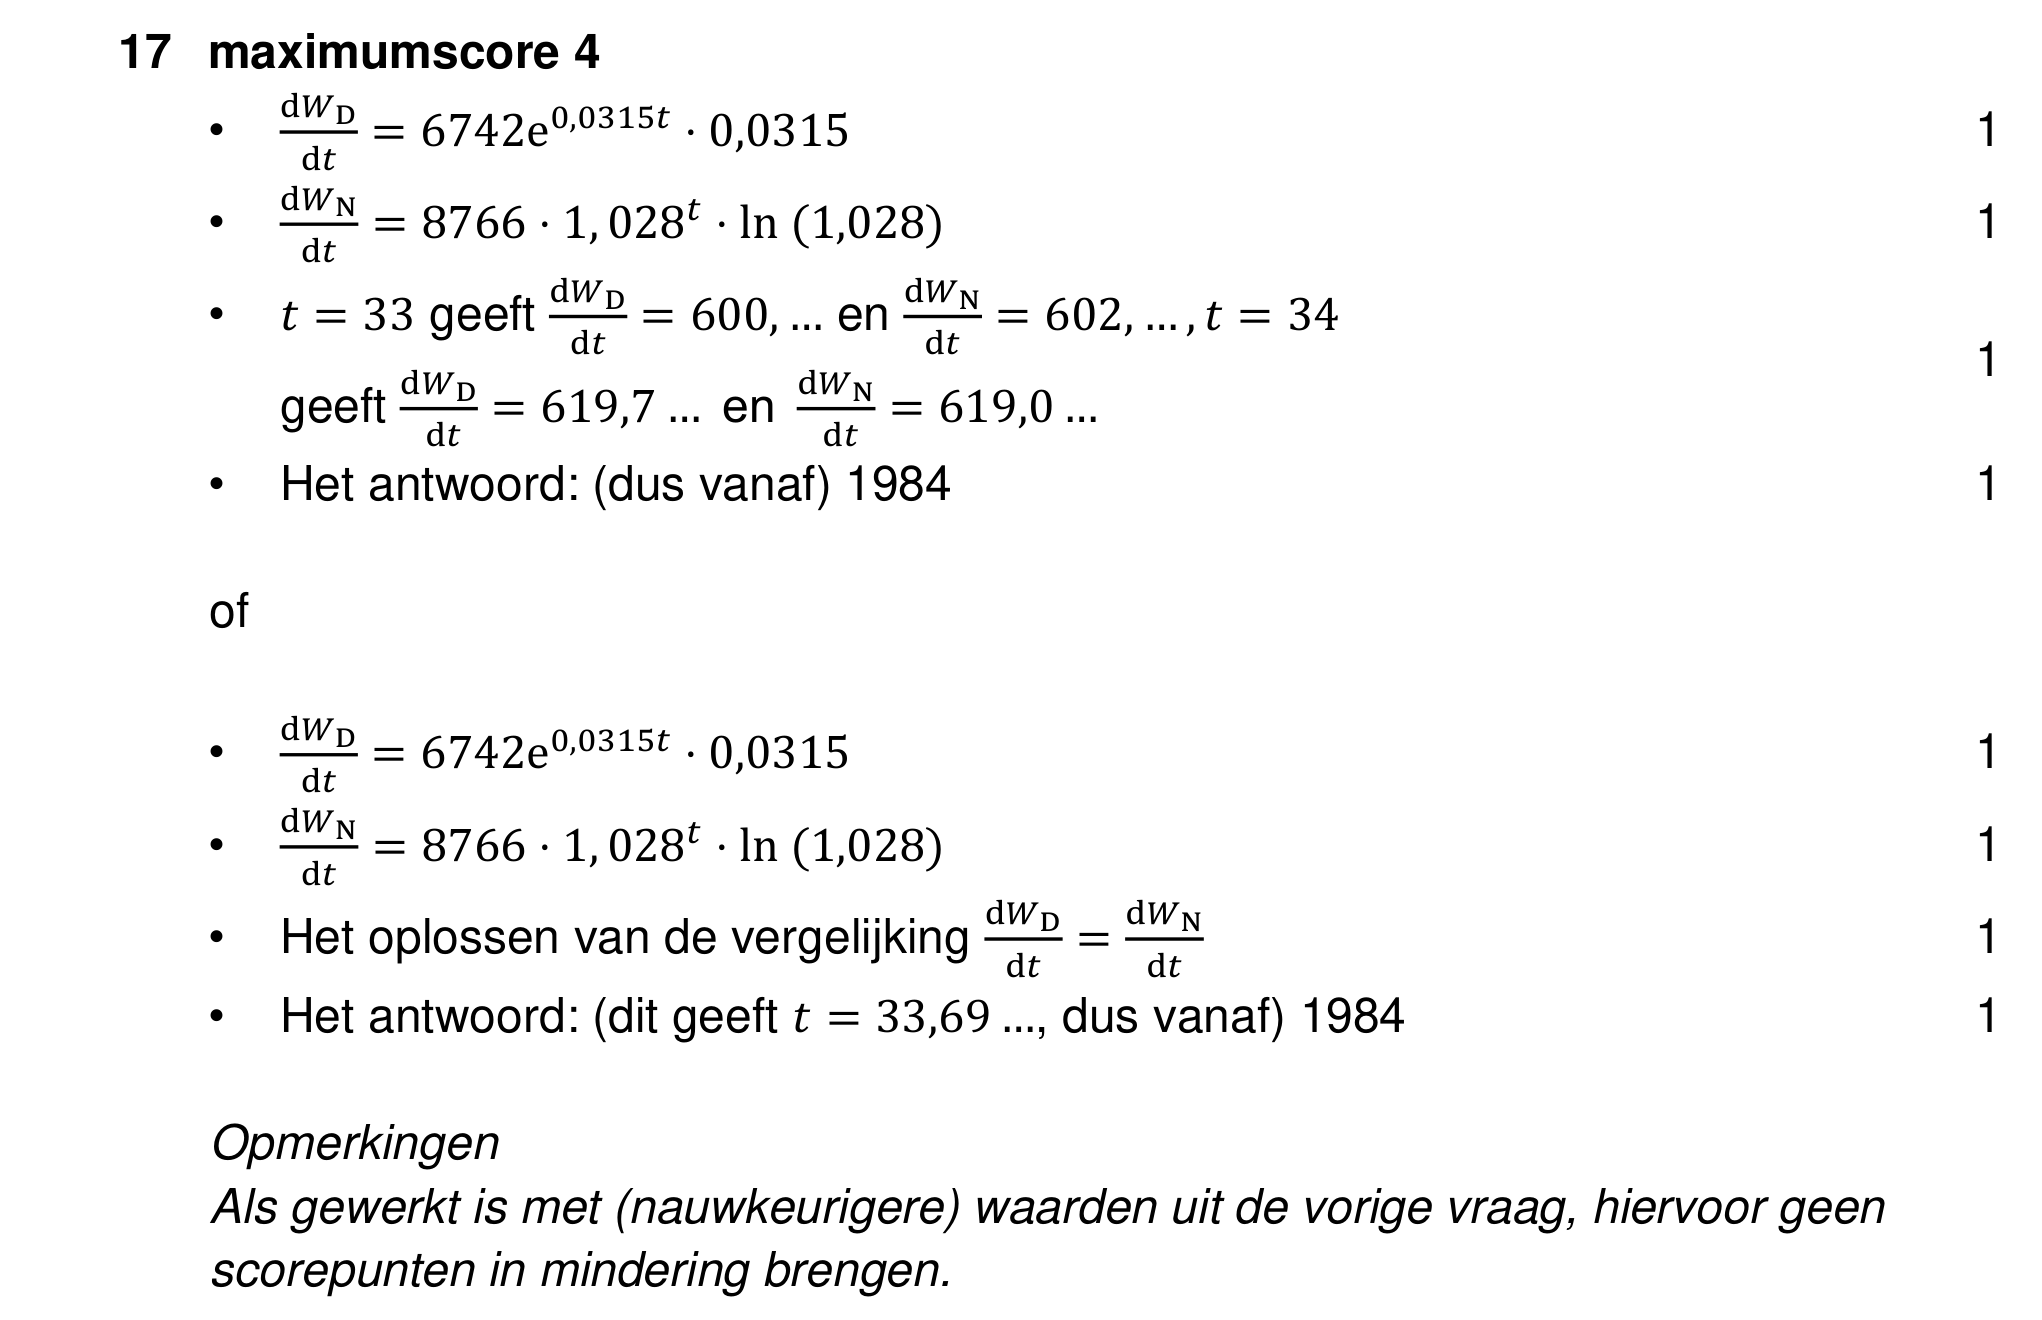 17 maximumscore 4
• dW_D/dt = 6742e^{0,0315t} · 0,0315 1
• dW_N/dt = 8766 · 1,028^t · ln (1,028) 1
• t = 33 geeft dW_D/dt = 600, ... en dW_N/dt = 602, ... , t = 34
geeft dW_D/dt = 619,7 ... en dW_N/dt = 619,0 ... 1
• Het antwoord: (dus vanaf) 1984 1
of
• dW_D/dt = 6742e^{0,0315t} · 0,0315 1
• dW_N/dt = 8766 · 1,028^t · ln (1,028) 1
• Het oplossen van de vergelijking dW_D/dt = dW_N/dt 1
• Het antwoord: (dit geeft t = 33,69 ..., dus vanaf) 1984 1
Opmerkingen
Als gewerkt is met (nauwkeurigere) waarden uit de vorige vraag, hiervoor geen
scorepunten in mindering brengen.